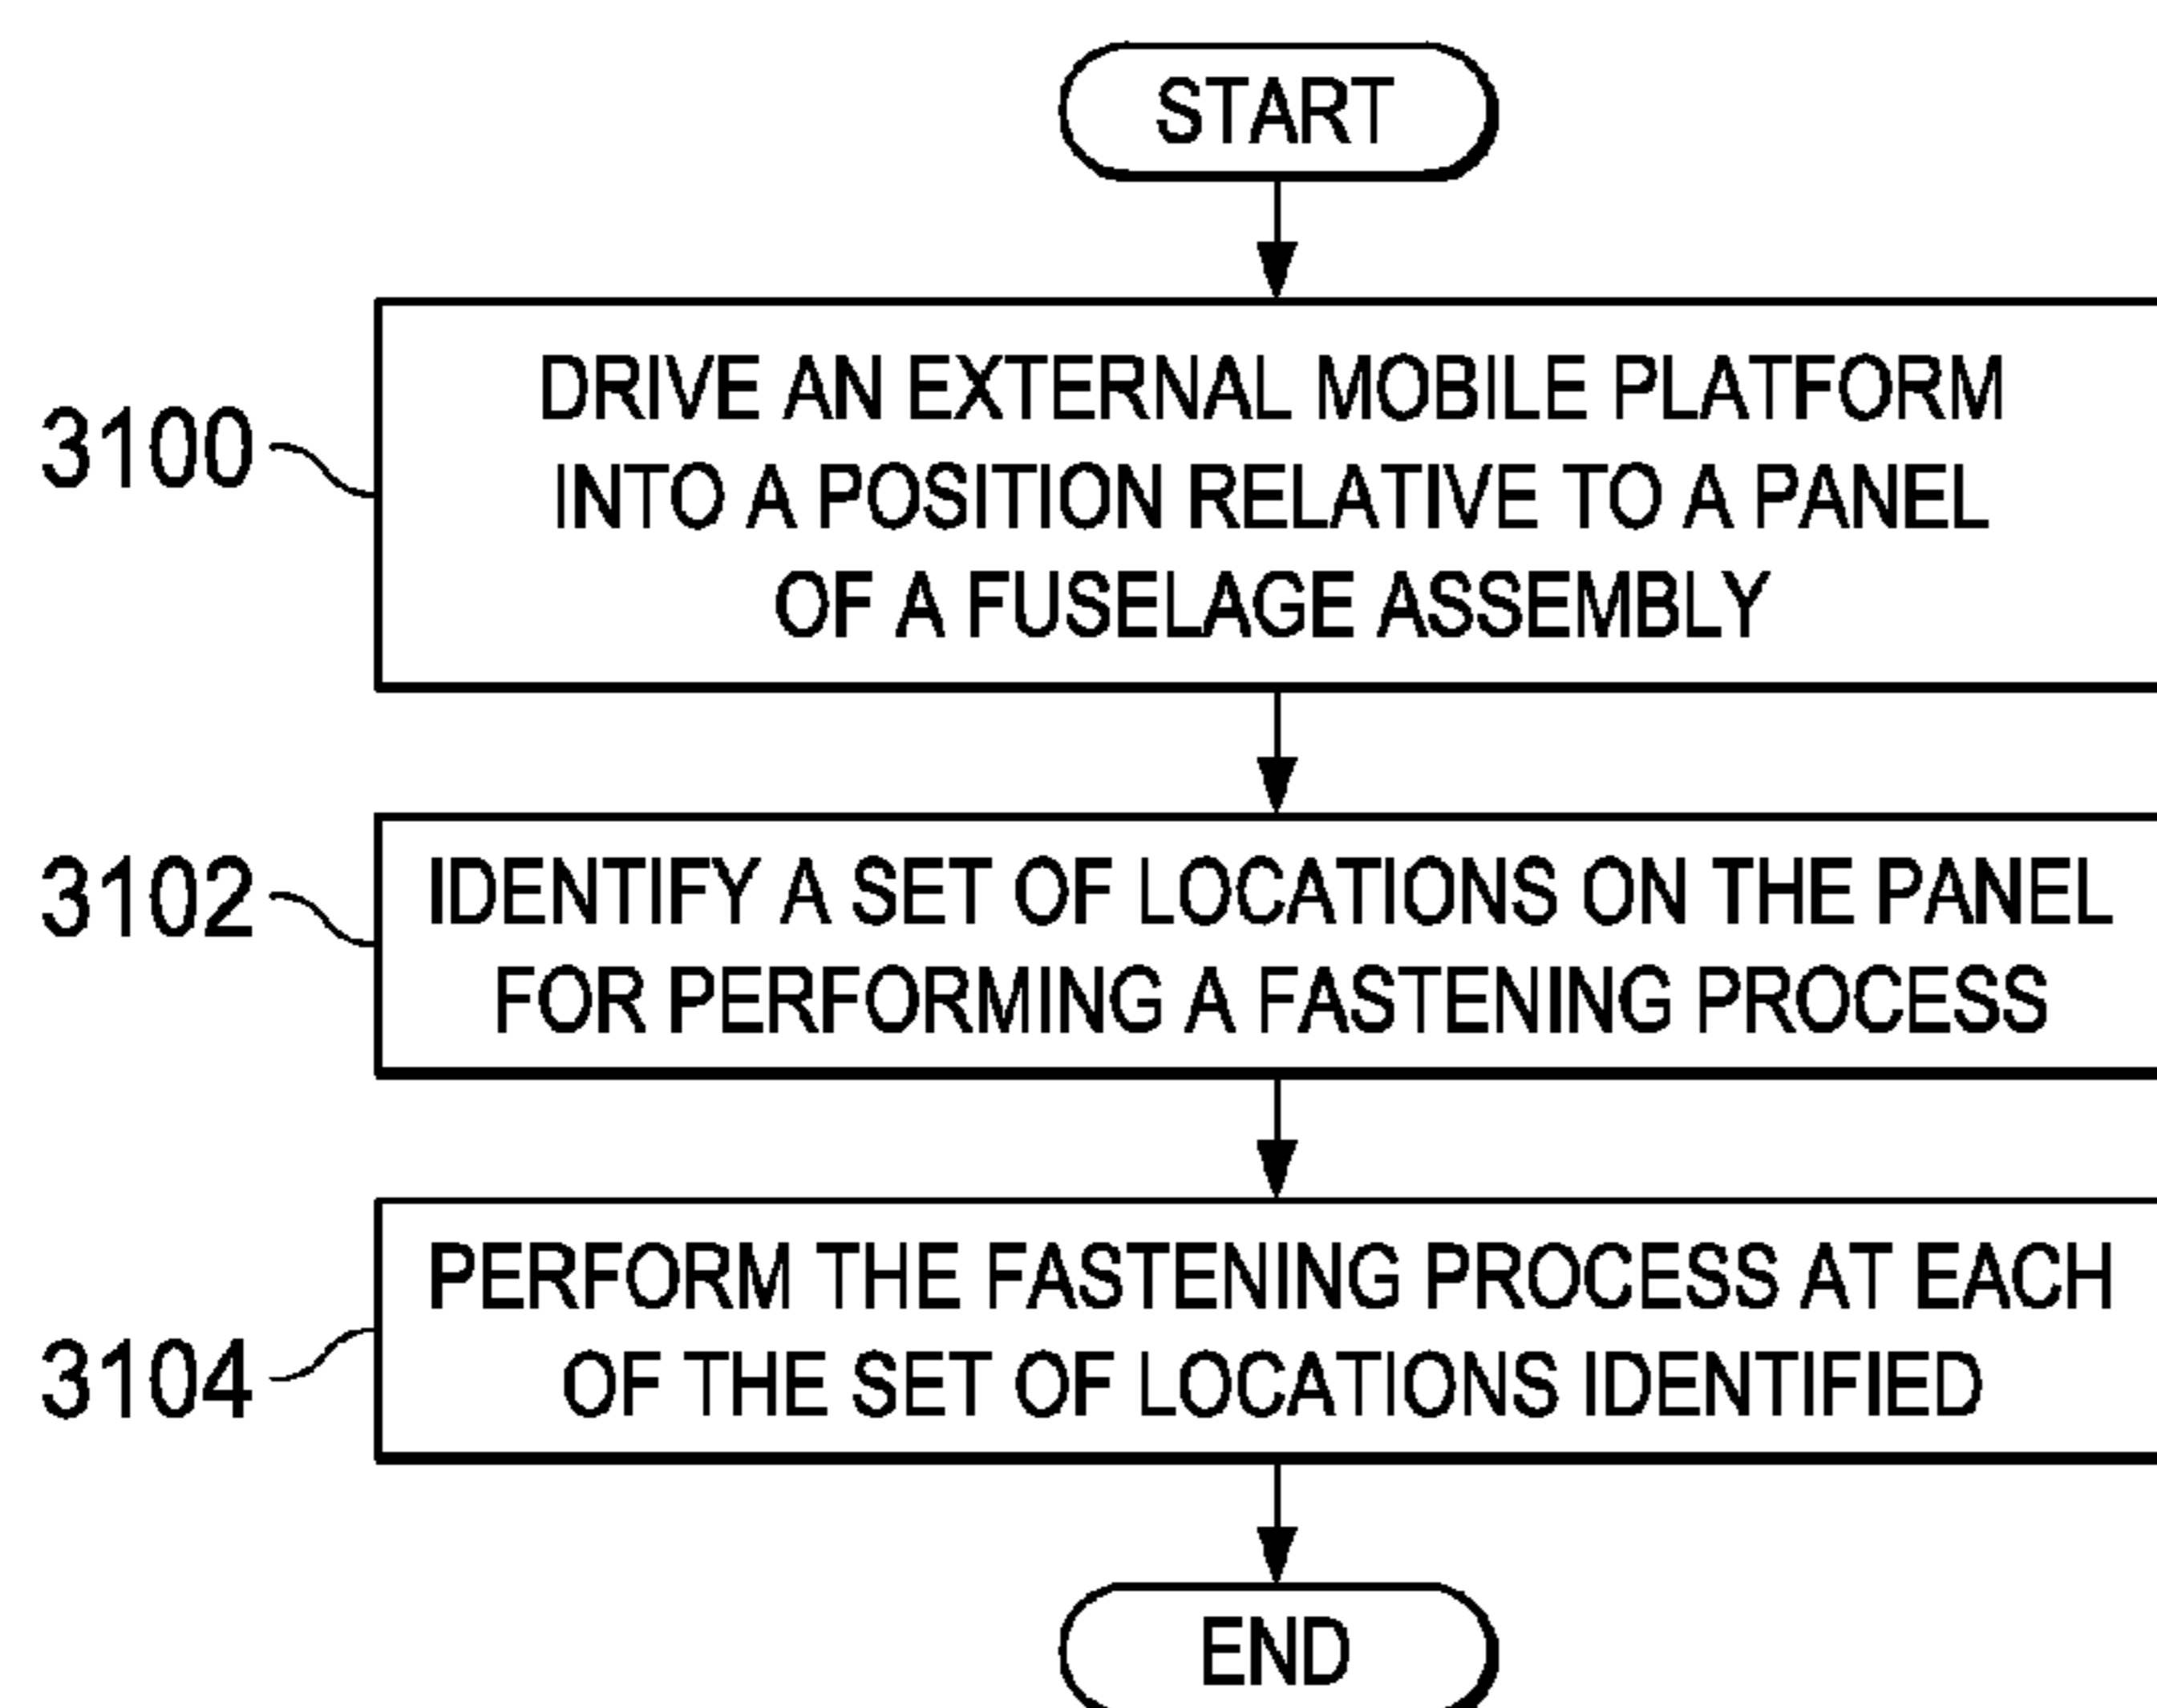 START
3100
DRIVE AN EXTERNAL MOBILE PLATFORM
INTO A POSITION RELATIVE TO A PANEL
OF A FUSELAGE ASSEMBLY
3102
IDENTIFY A SET OF LOCATIONS ON THE PANEL
FOR PERFORMING A FASTENING PROCESS
3104
PERFORM THE FASTENING PROCESS AT EACH
OF THE SET OF LOCATIONS IDENTIFIED
END